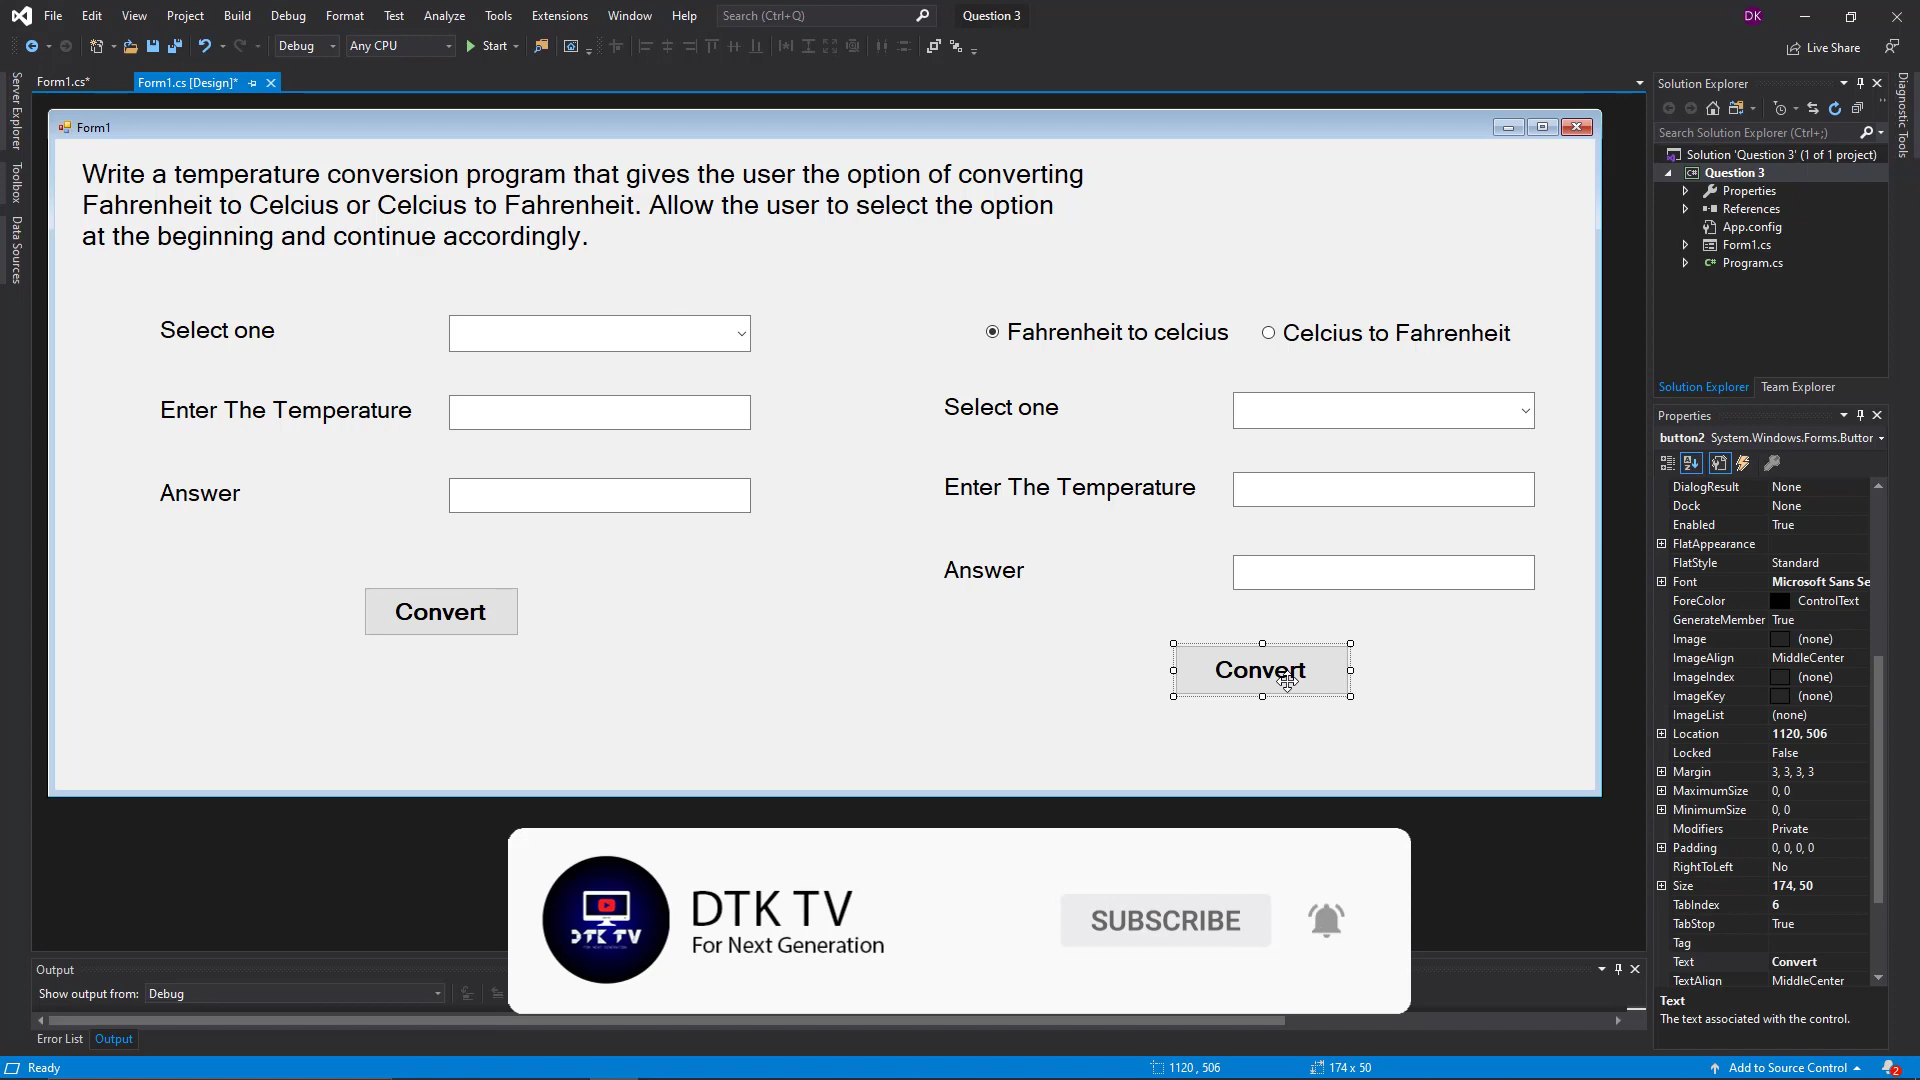 File Edit View Project Build Debug Format Test Analyze Tools Extensions Window Help Search (Ctrl+Q) Question 3 DK
Debug Any CPU Start Live Share
Form1.cs* Form1.cs [Design]*
Server Explorer
Toolbox
Data Sources
Form1
Write a temperature conversion program that gives the user the option of converting
Fahrenheit to Celcius or Celcius to Fahrenheit. Allow the user to select the option
at the beginning and continue accordingly.
Select one
Enter The Temperature
Answer
Convert
Fahrenheit to celcius Celcius to Fahrenheit
Select one
Enter The Temperature
Answer
Convert
Solution Explorer
Search Solution Explorer (Ctrl+;)
Solution 'Question 3' (1 of 1 project)
C# Question 3
Properties
References
App.config
Form1.cs
C# Program.cs
Solution Explorer Team Explorer
Diagnostic Tools
Properties
button2 System.Windows.Forms.Buttor
DialogResult None
Dock None
Enabled True
FlatAppearance
FlatStyle Standard
Font Microsoft Sans Se
ForeColor ControlText
GenerateMember True
Image (none)
ImageAlign MiddleCenter
ImageIndex (none)
ImageKey (none)
ImageList (none)
Location 1120, 506
Locked False
Margin 3, 3, 3, 3
MaximumSize 0, 0
MinimumSize 0, 0
Modifiers Private
Padding 0, 0, 0, 0
RightToLeft No
Size 174, 50
TabIndex 6
TabStop True
Tag
Text Convert
TextAlign MiddleCenter
Text
The text associated with the control.
DTK TV
DTK TV
For Next Generation
SUBSCRIBE
Output
Show output from: Debug
Error List Output
Ready 1120 , 506 174 x 50 Add to Source Control 2